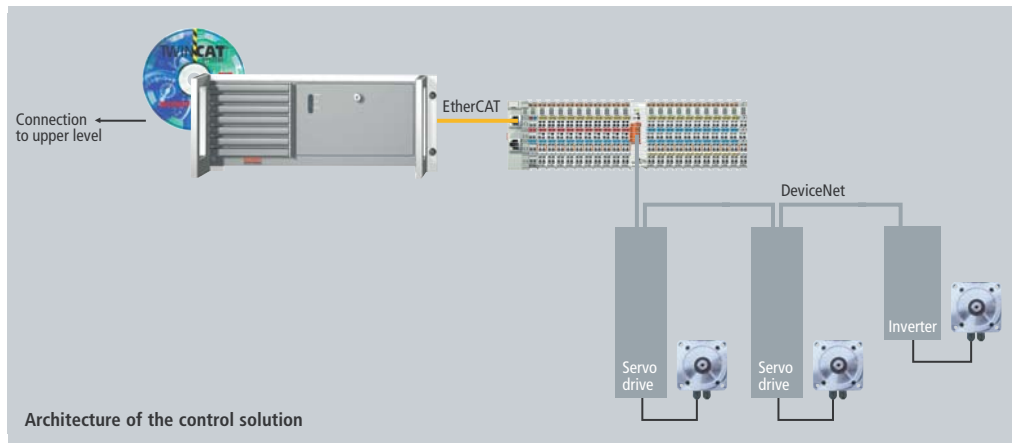 TWINCAT
Connection
to upper level
EtherCAT
DeviceNet
Inverter
Servo
drive
Servo
drive
Architecture of the control solution